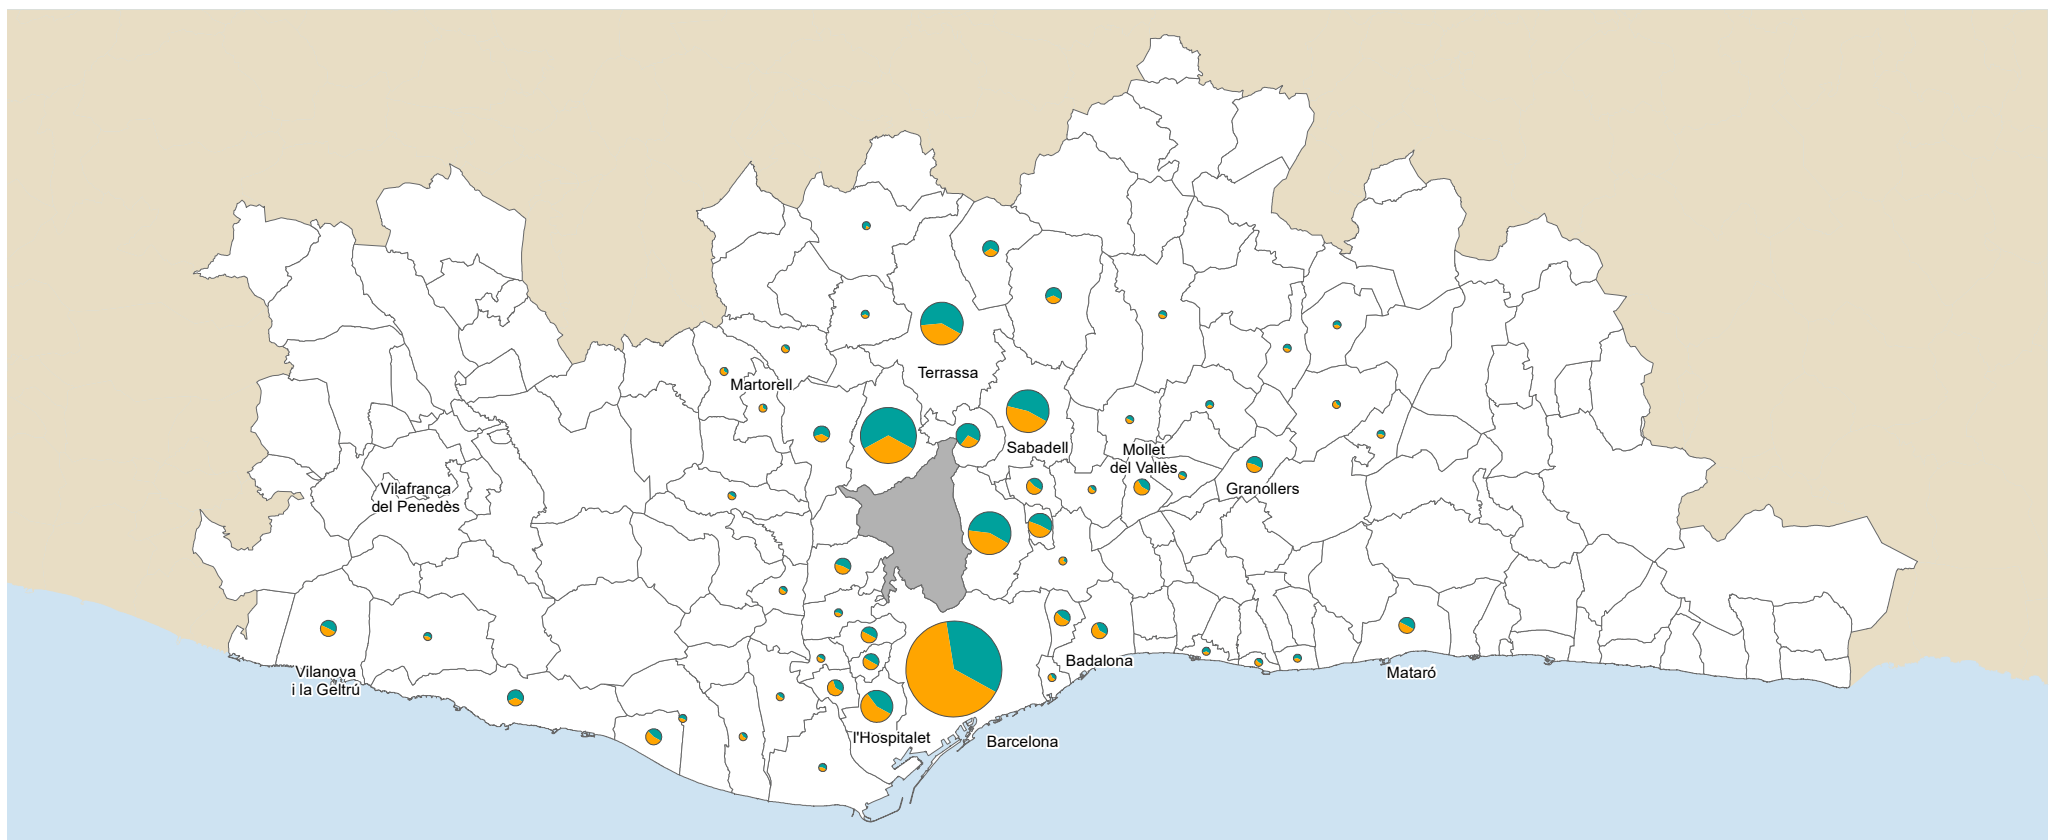 Terrassa
Martorell
Sabadell
Mollet
del Vallès
Vilafranca
del Penedès
Granollers
Badalona
Vilanova
i la Geltrú
Mataró
l'Hospitalet
Barcelona